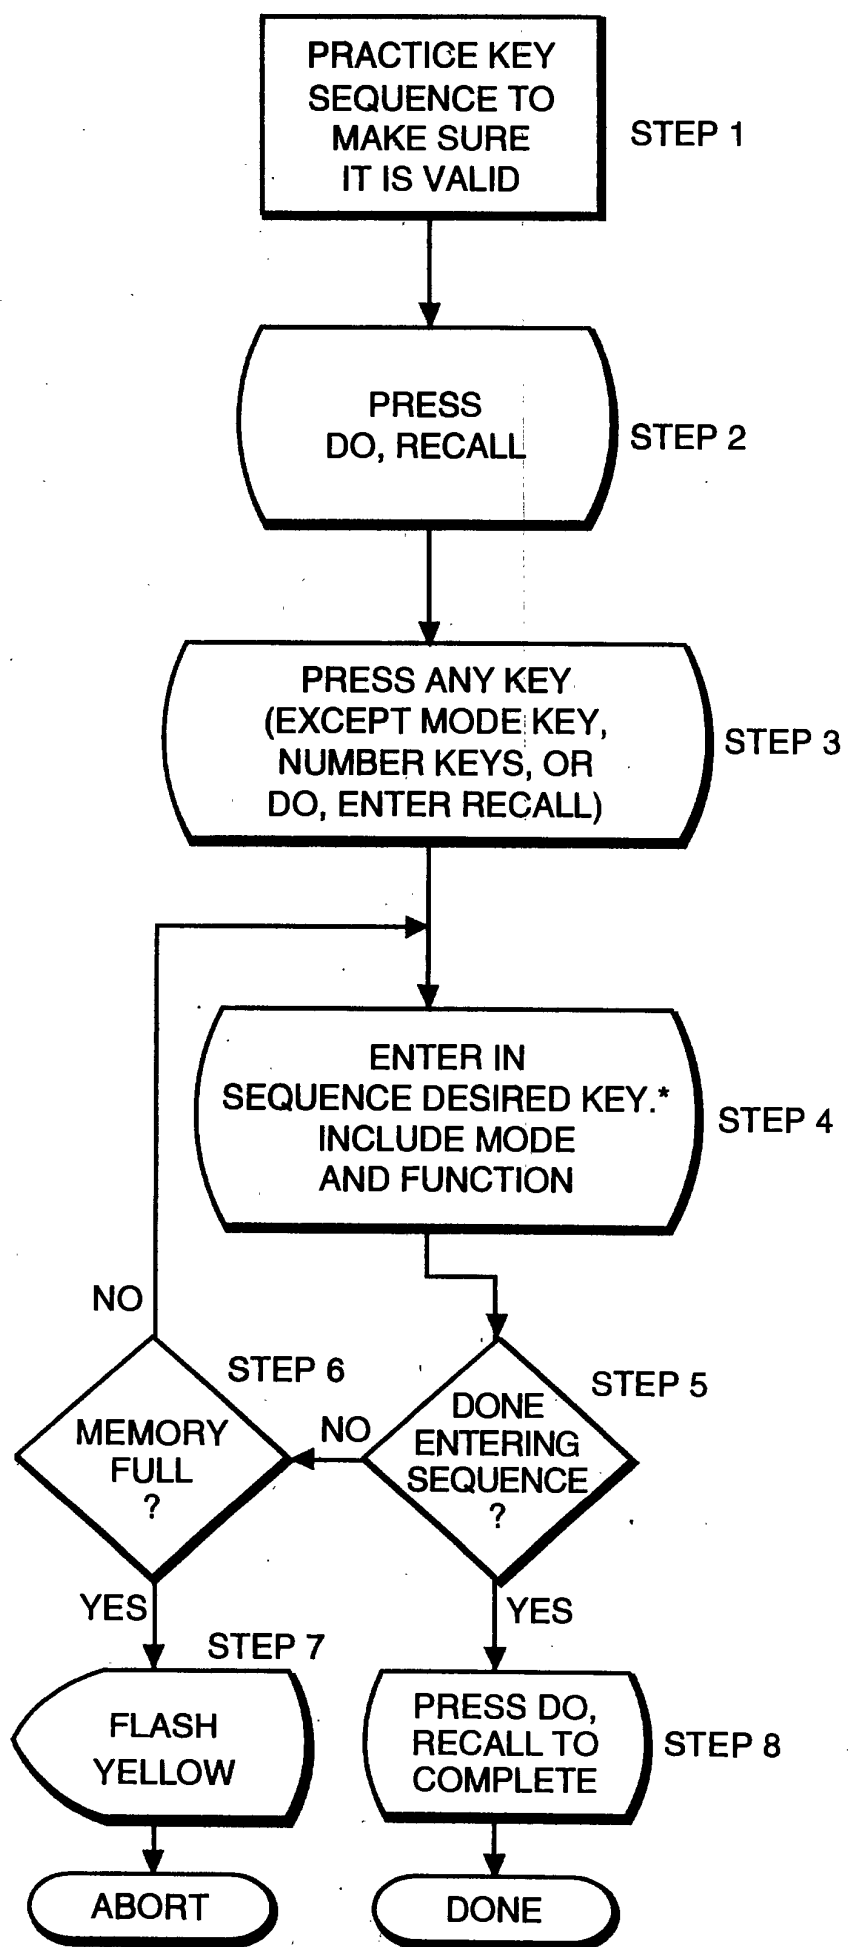 PRACTICE KEY
SEQUENCE TO
MAKE SURE
IT IS VALID
STEP 1
PRESS
DO, RECALL
STEP 2
PRESS ANY KEY
(EXCEPT MODE KEY,
NUMBER KEYS, OR
DO, ENTER RECALL)
STEP 3
ENTER IN
SEQUENCE DESIRED KEY.*
INCLUDE MODE
AND FUNCTION
STEP 4
NO
STEP 6
MEMORY
FULL
?
NO
STEP 5
DONE
ENTERING
SEQUENCE
?
YES
YES
STEP 7
FLASH
YELLOW
PRESS DO,
RECALL TO
COMPLETE
STEP 8
ABORT
DONE